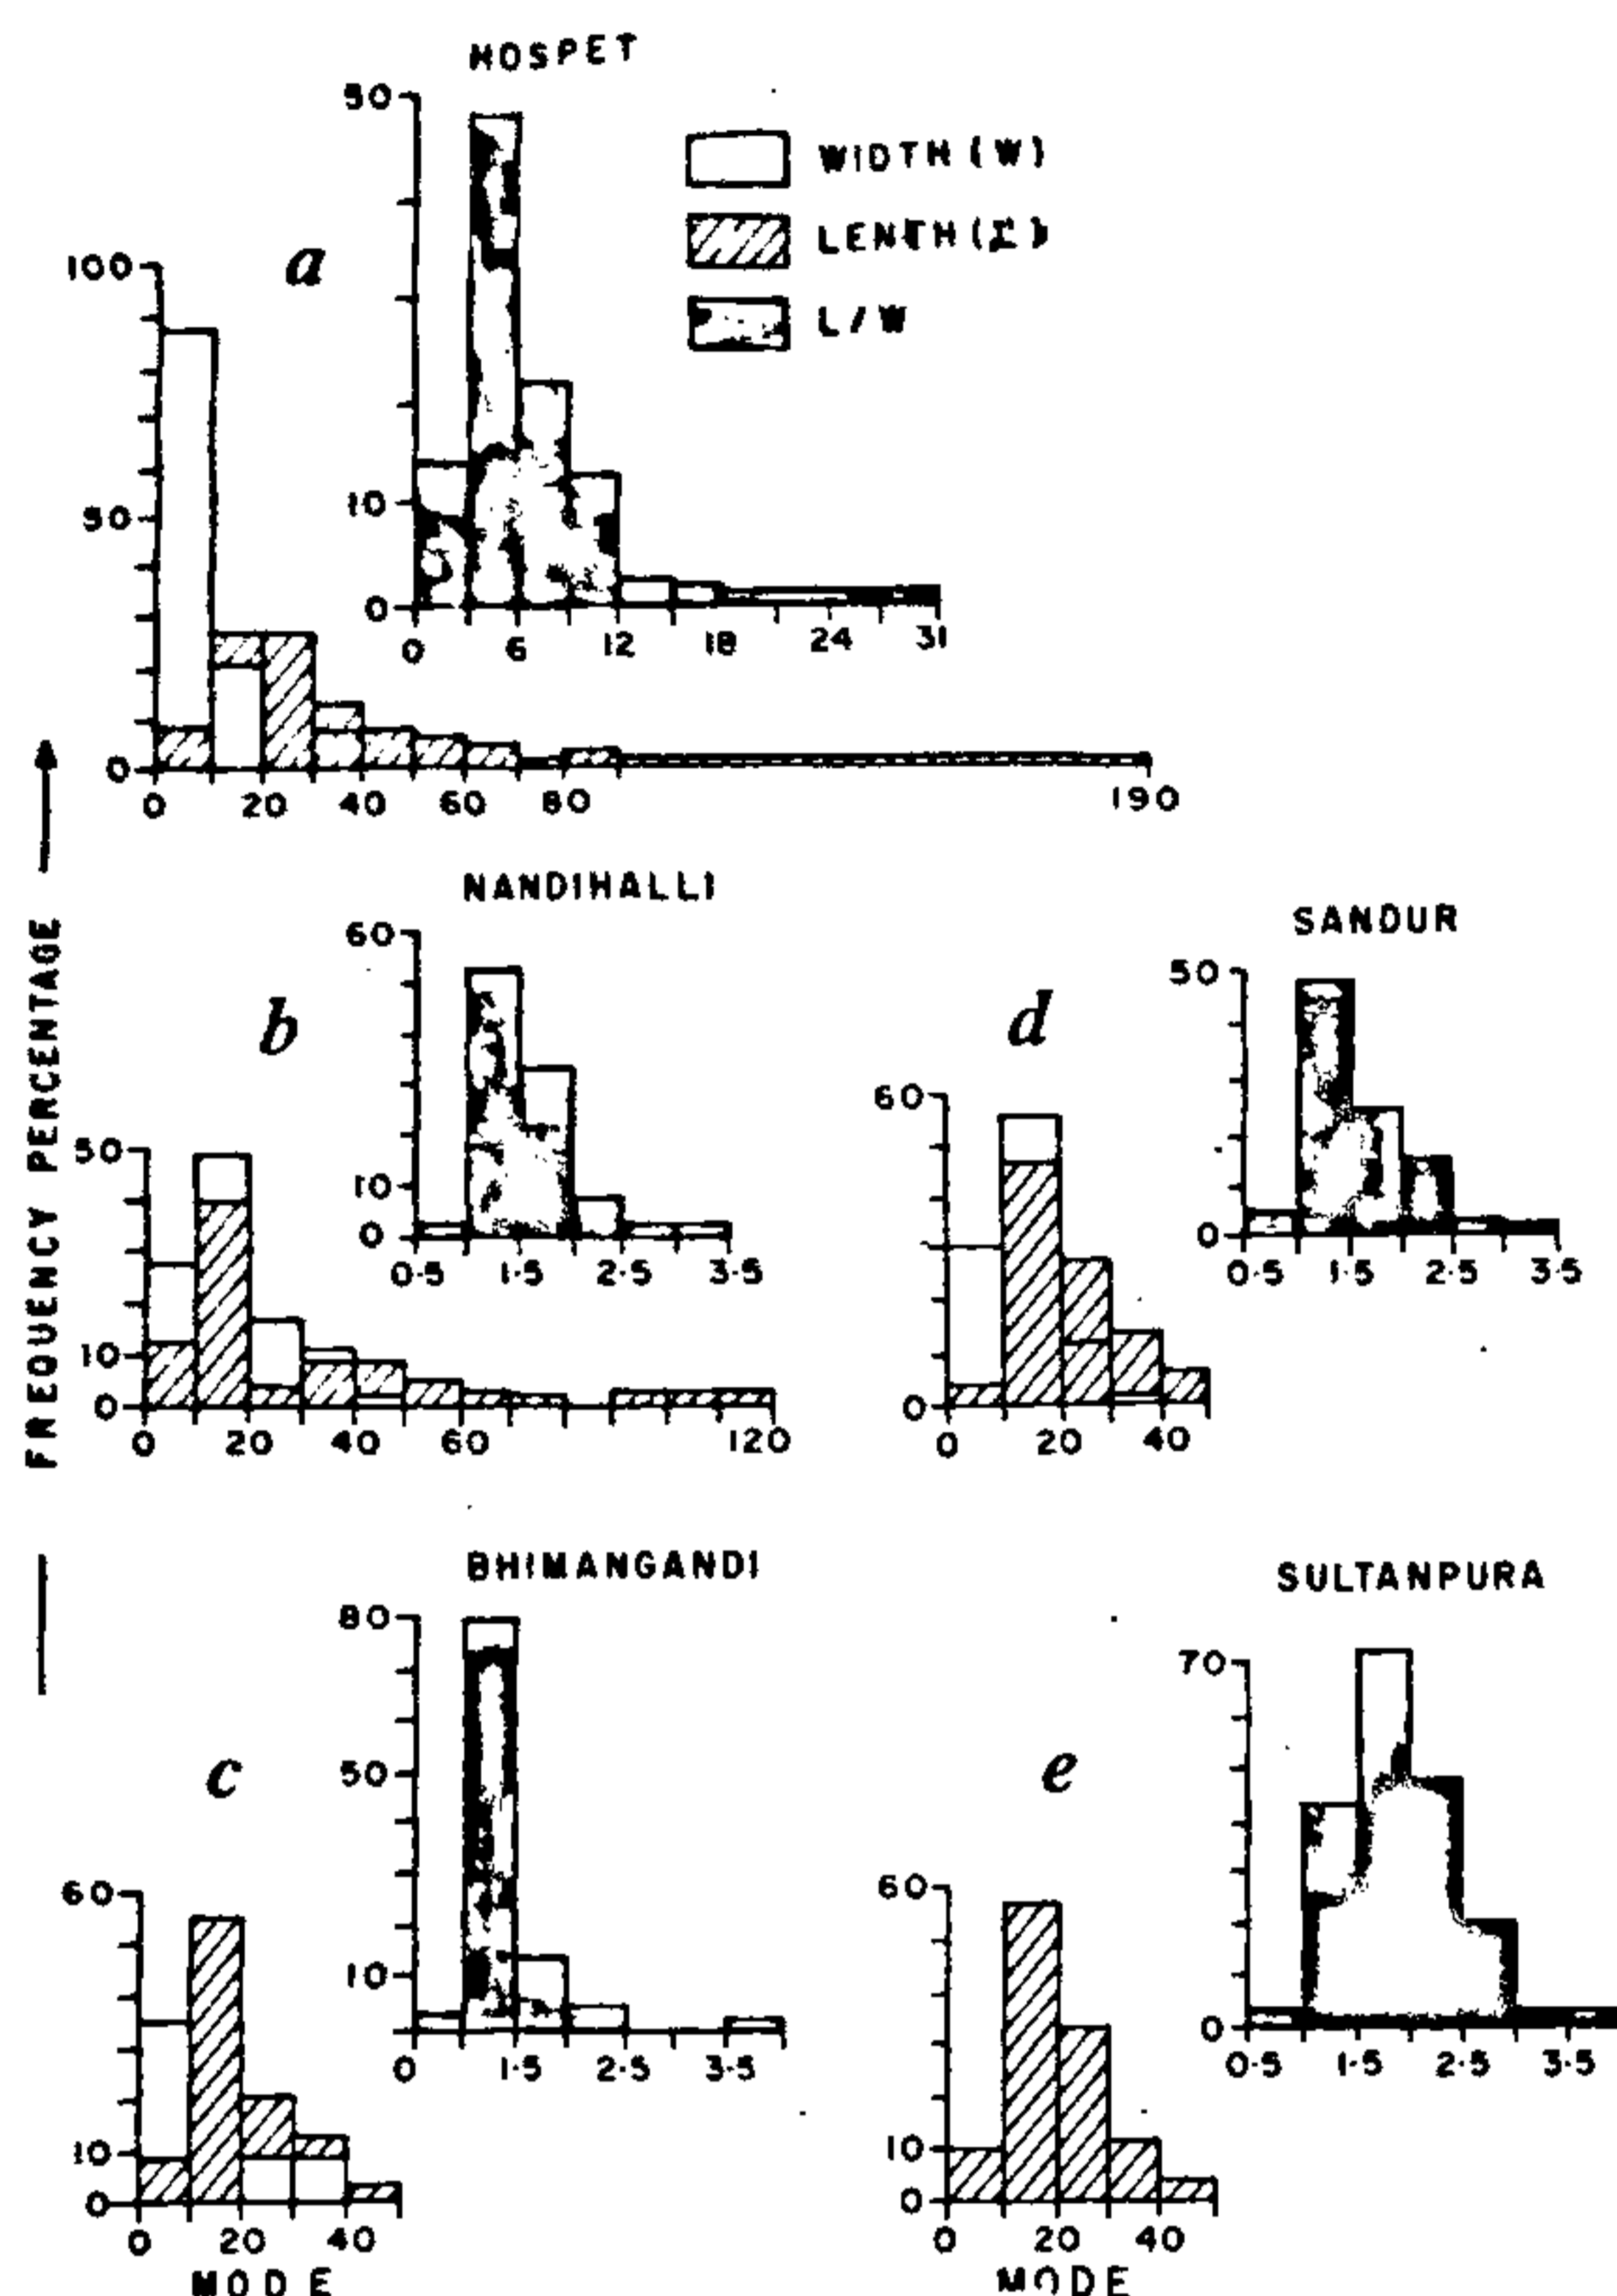 HOSPET
50
10
0
0 6 12 18 24 31
WIDTH (W)
LENGTH (L)
L/W
a
100
50
0
0 20 40 60 80 190
FREQUENCY PERCENTAGE
NANDIHALLI
60
10
0
0.5 1.5 2.5 3.5
b
50
10
0
0 20 40 60 120
SANDUR
50
0
0.5 1.5 2.5 3.5
d
60
0
0 20 40
BHIMANGANDI
80
50
10
0 1.5 2.5 3.5
c
60
10
0
0 20 40
MODE
SULTANPURA
70
0
0.5 1.5 2.5 3.5
e
60
10
0
0 20 40
MODE